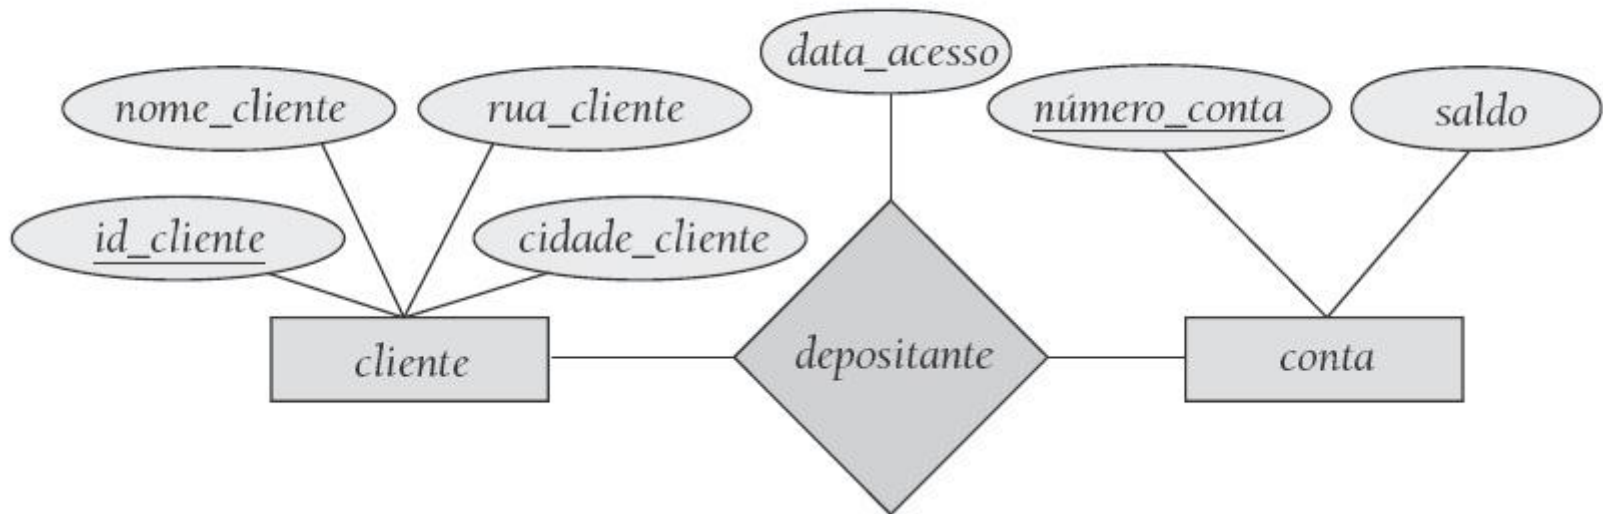 data_acesso
nome_cliente
rua_cliente
número_conta
saldo
id_cliente
cidade_cliente
cliente
depositante
conta